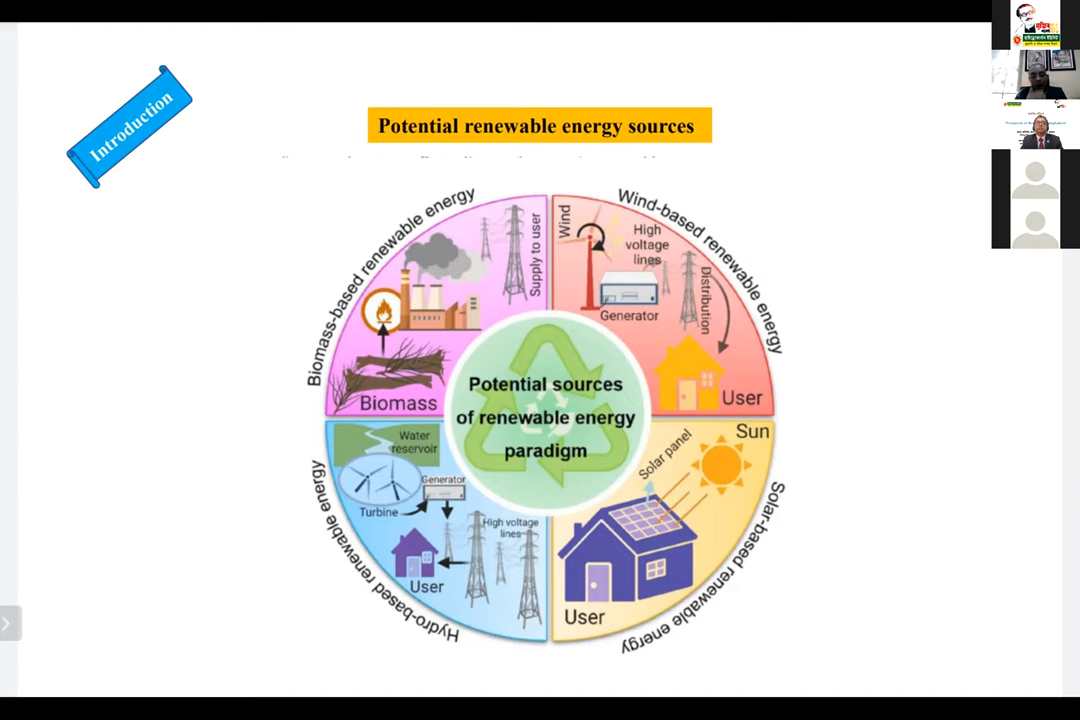 Introduction
Potential renewable energy sources
Biomass-based renewable energy
Supply to user
Biomass
Wind-based renewable energy
Wind
High
voltage
lines
Generator
Distribution
User
Potential sources
of renewable energy
paradigm
Water
reservoir
Generator
Turbine
High voltage
lines
User
Hydro-based renewable energy
Sun
Solar panel
User
Solar-based renewable energy